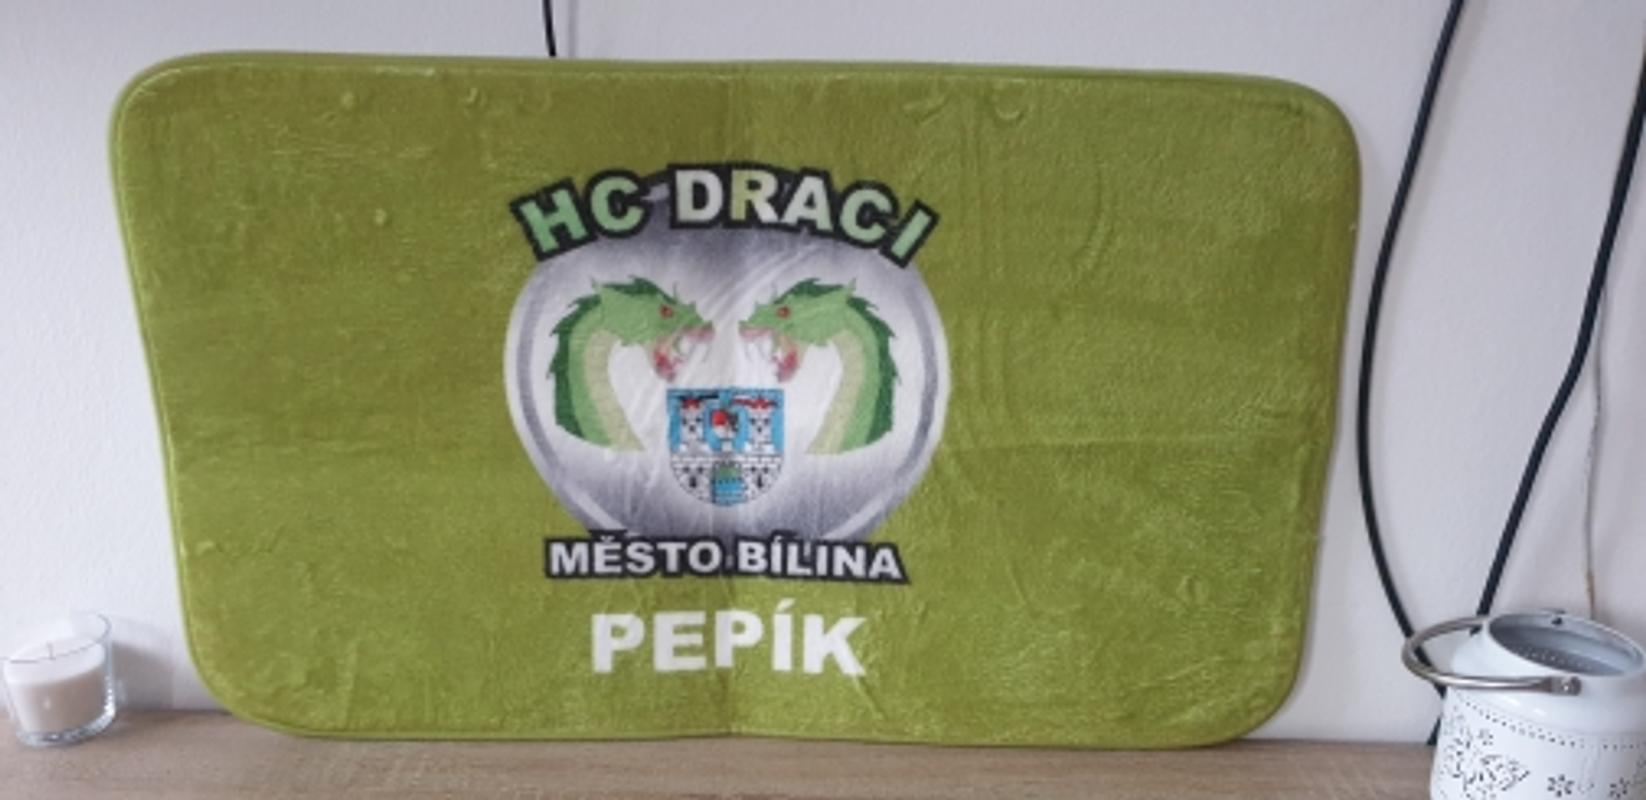 HC DRACI
MĚSTO BÍLINA
PEPÍK